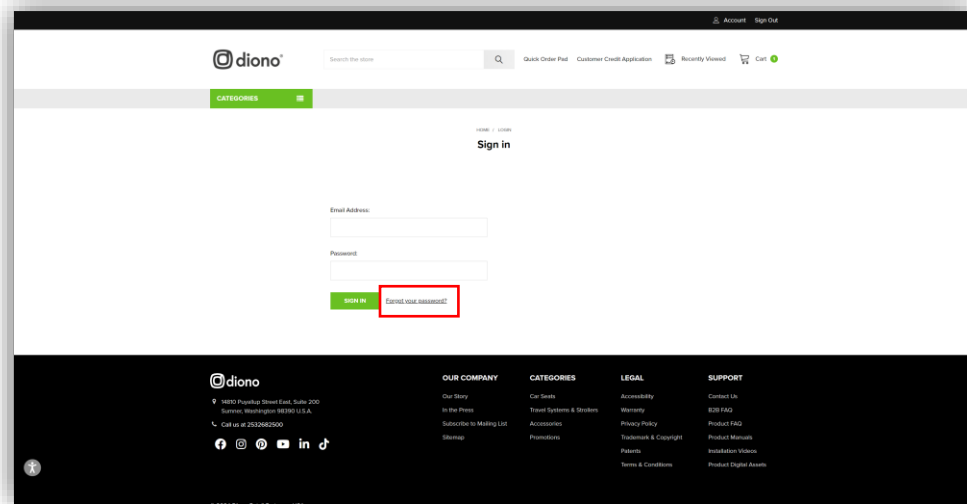 Account Sign Out
diono
Search the store
Quick Order Pad Customer Credit Application Recently Viewed Cart
CATEGORIES
HOME / LOGIN
Sign in
Email Address:
Password:
SIGN IN Forgot your password?
diono
14810 Puyallup Street East, Suite 200
Sumner, Washington 98390 U.S.A.
Call us at 2532682500
OUR COMPANY
Our Story
In the Press
Subscribe to Mailing List
Sitemap
CATEGORIES
Car Seats
Travel Systems & Strollers
Accessories
Promotions
LEGAL
Accessibility
Warranty
Privacy Policy
Trademark & Copyright
Patents
Terms & Conditions
SUPPORT
Contact Us
B2B FAQ
Product FAQ
Product Manuals
Installation Videos
Product Digital Assets